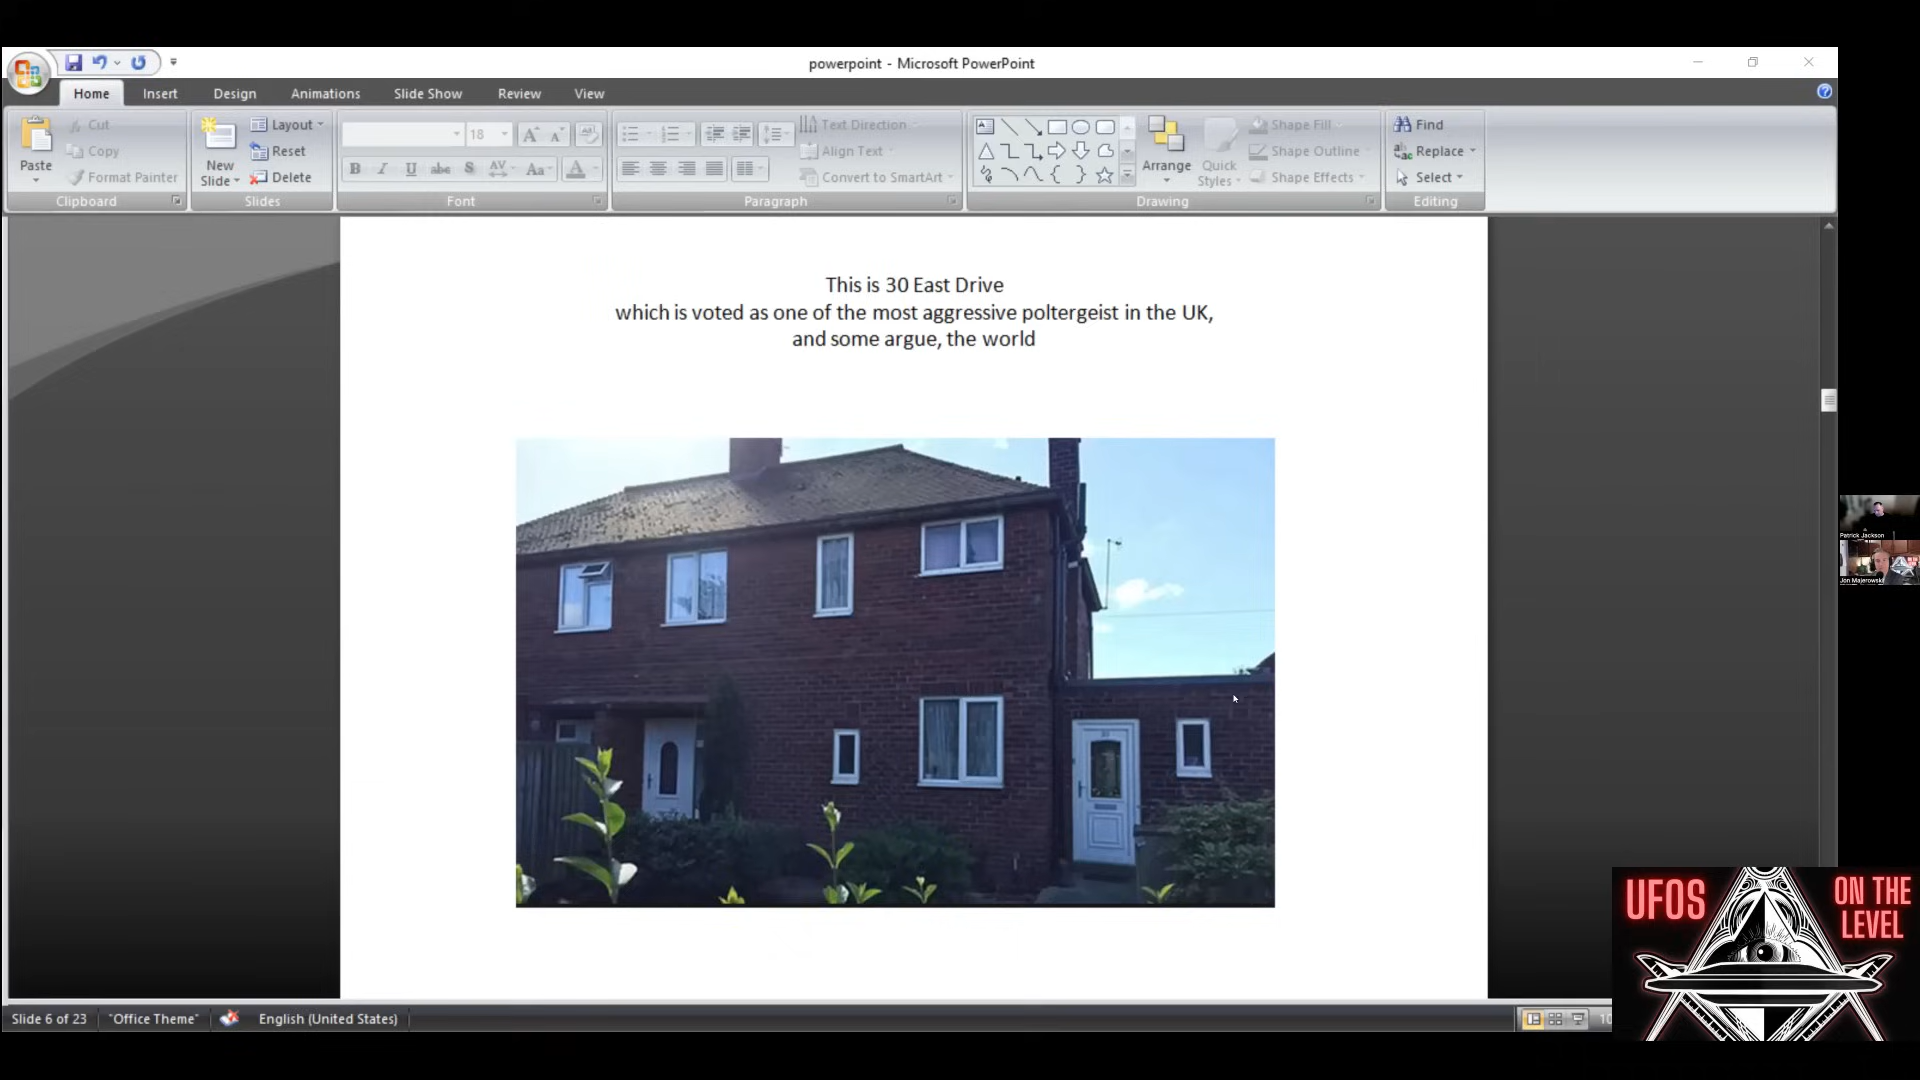 powerpoint - Microsoft PowerPoint
Home Insert Design Animations Slide Show Review View
Paste
Cut
Copy
Format Painter
Clipboard
New Slide
Layout
Reset
Delete
Slides
18
Font
Text Direction
Align Text
Convert to SmartArt
Paragraph
Arrange
Quick Styles
Shape Fill
Shape Outline
Shape Effects
Drawing
Find
Replace
Select
Editing
This is 30 East Drive
which is voted as one of the most aggressive poltergeist in the UK,
and some argue, the world
Patrick Jackson
Jon Majerowski
UFOS
ON THE
LEVEL
Slide 6 of 23 "Office Theme" English (United States)